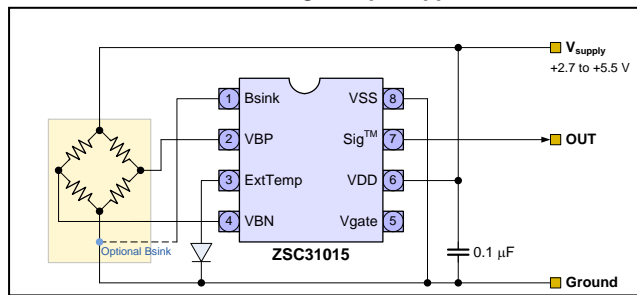 Vsupply
+2.7 to +5.5 V
1 Bsink VSS 8
2 VBP Sig™ 7 OUT
3 ExtTemp VDD 6
4 VBN Vgate 5
Optional Bsink
ZSC31015
0.1 µF
Ground